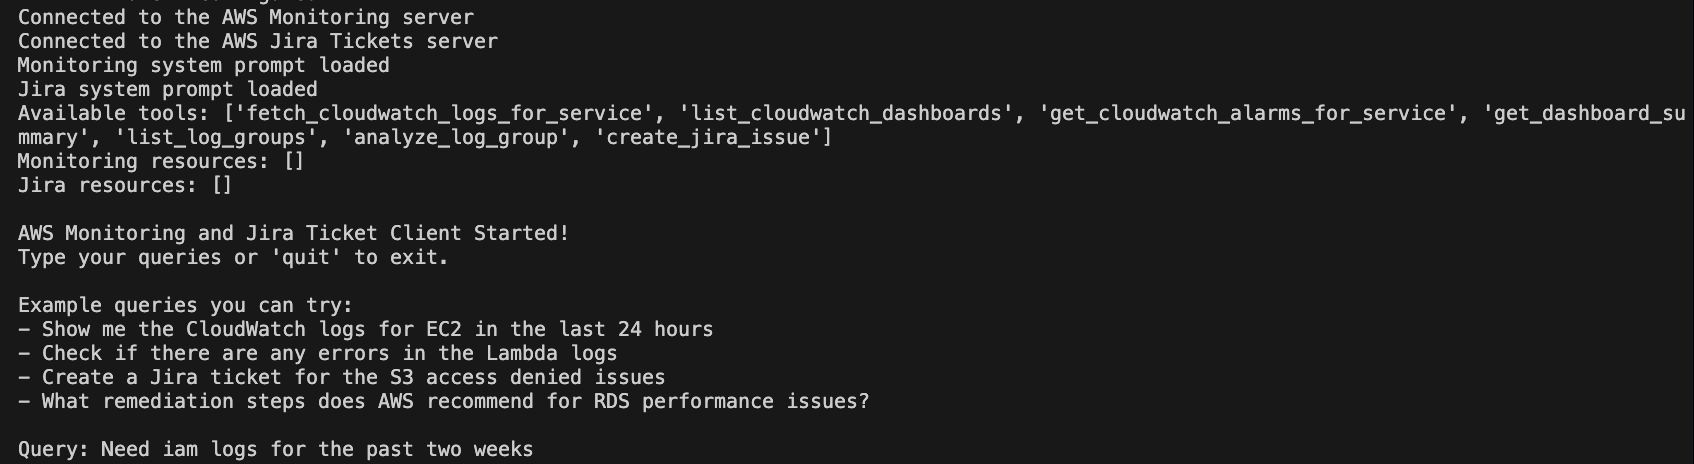 Connected to the AWS Monitoring server
Connected to the AWS Jira Tickets server
Monitoring system prompt loaded
Jira system prompt loaded
Available tools: ['fetch_cloudwatch_logs_for_service', 'list_cloudwatch_dashboards', 'get_cloudwatch_alarms_for_service', 'get_dashboard_su
mmary', 'list_log_groups', 'analyze_log_group', 'create_jira_issue']
Monitoring resources: []
Jira resources: []
AWS Monitoring and Jira Ticket Client Started!
Type your queries or 'quit' to exit.
Example queries you can try:
- Show me the CloudWatch logs for EC2 in the last 24 hours
- Check if there are any errors in the Lambda logs
- Create a Jira ticket for the S3 access denied issues
- What remediation steps does AWS recommend for RDS performance issues?
Query: Need iam logs for the past two weeks